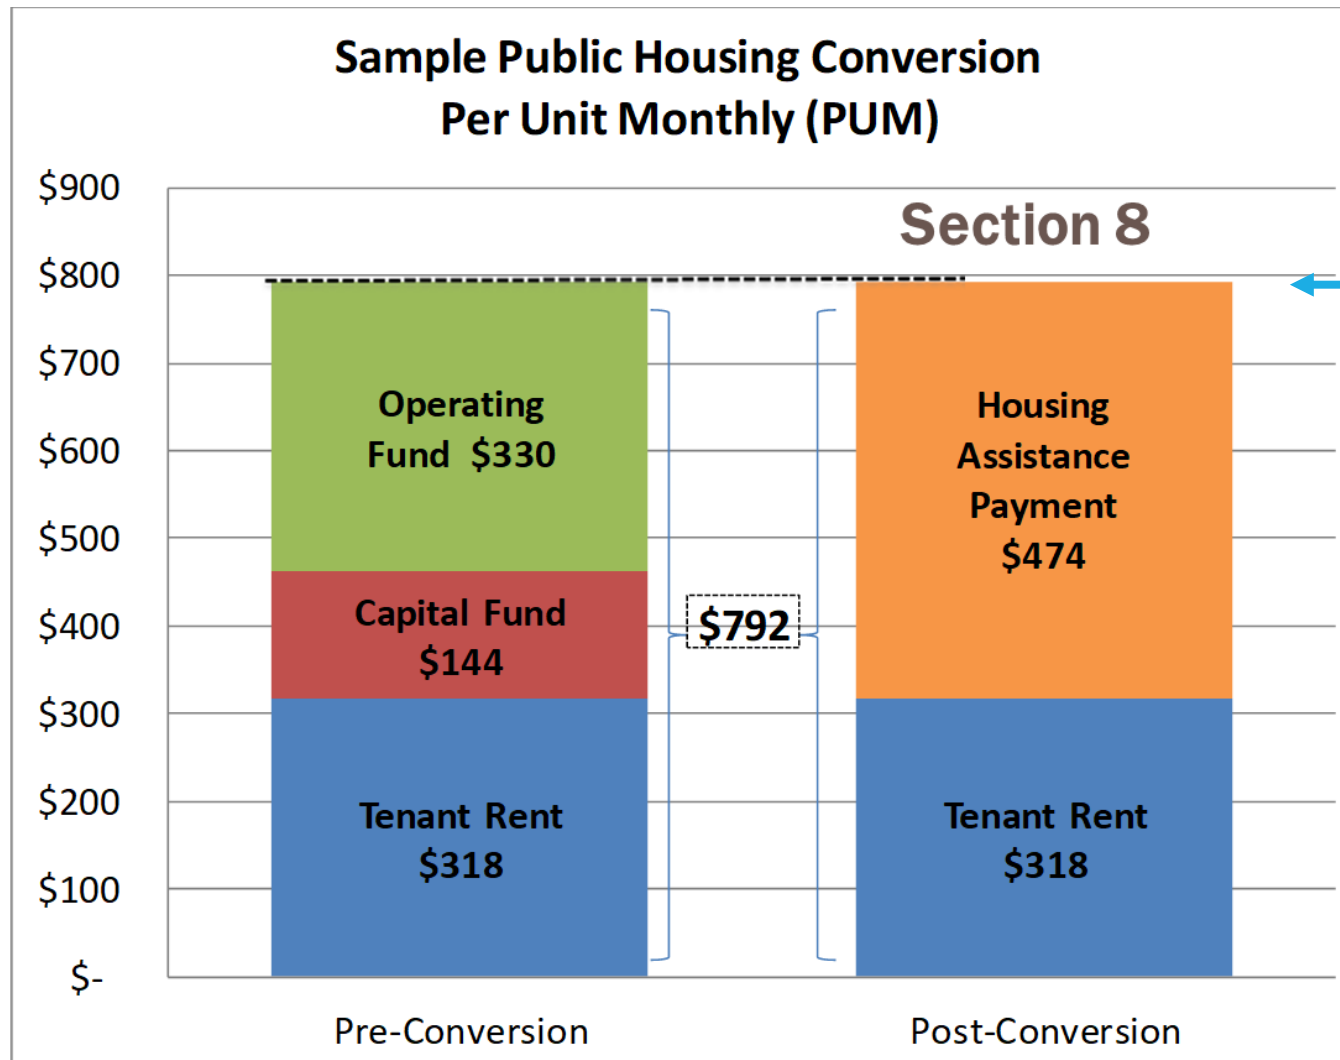 Sample Public Housing Conversion
Per Unit Monthly (PUM)
$900
$800
$700
$600
$500
$400
$300
$200
$100
$-
Section 8
Operating
Fund $330
Capital Fund
$144
Tenant Rent
$318
$792
Housing
Assistance
Payment
$474
Tenant Rent
$318
Pre-Conversion
Post-Conversion